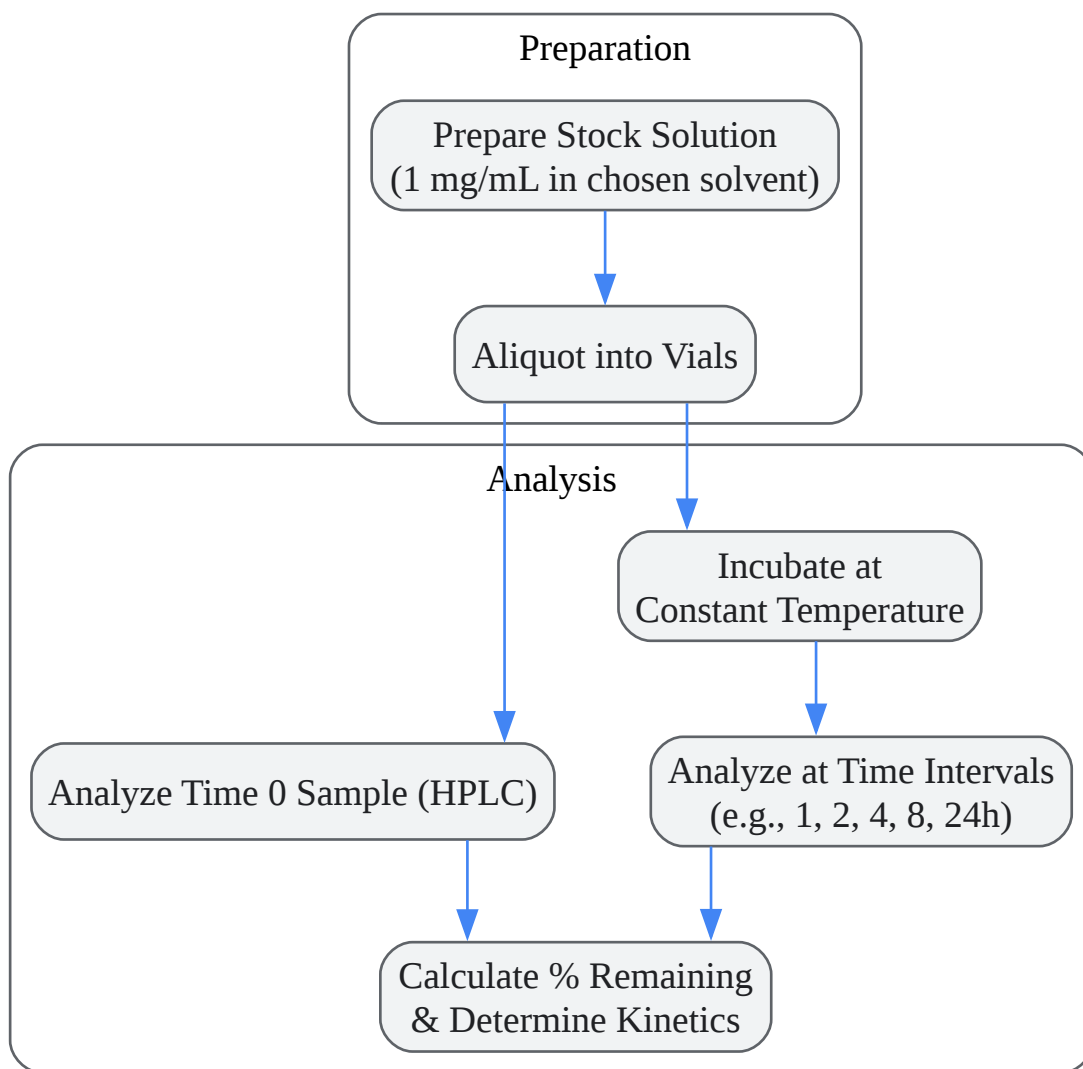 Preparation
Prepare Stock Solution
(1 mg/mL in chosen solvent)
Aliquot into Vials
Analysis
Incubate at
Constant Temperature
Analyze Time 0 Sample (HPLC)
Analyze at Time Intervals
(e.g., 1, 2, 4, 8, 24h)
Calculate % Remaining
& Determine Kinetics